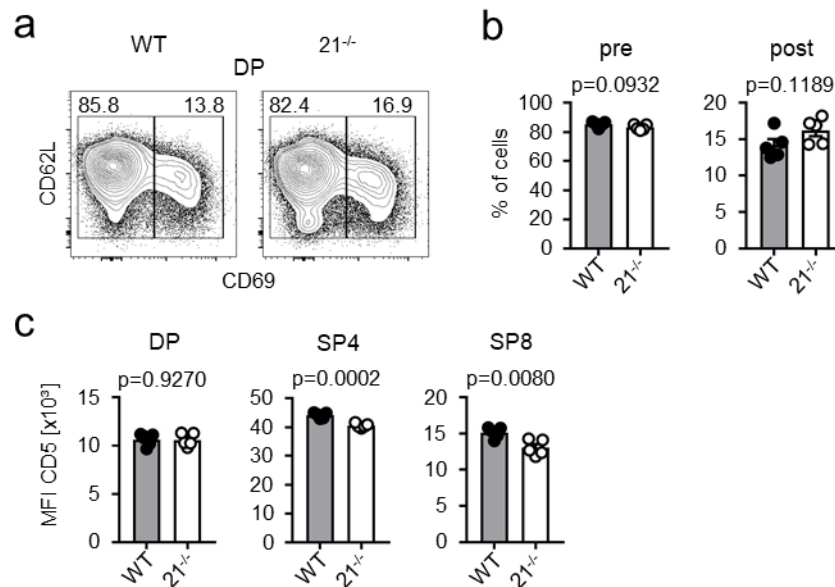 a
WT 21-/-
DP
85.8 13.8 82.4 16.9
CD62L
CD69
b
pre post
p=0.0932 p=0.1189
% of cells
100
80
60
40
20
0
20
15
10
5
0
WT 21-/- WT 21-/-
c
DP SP4 SP8
p=0.9270 p=0.0002 p=0.0080
MFI CD5 [x10³]
15
10
5
0
50
40
30
20
10
0
20
15
10
5
0
WT 21-/- WT 21-/- WT 21-/-